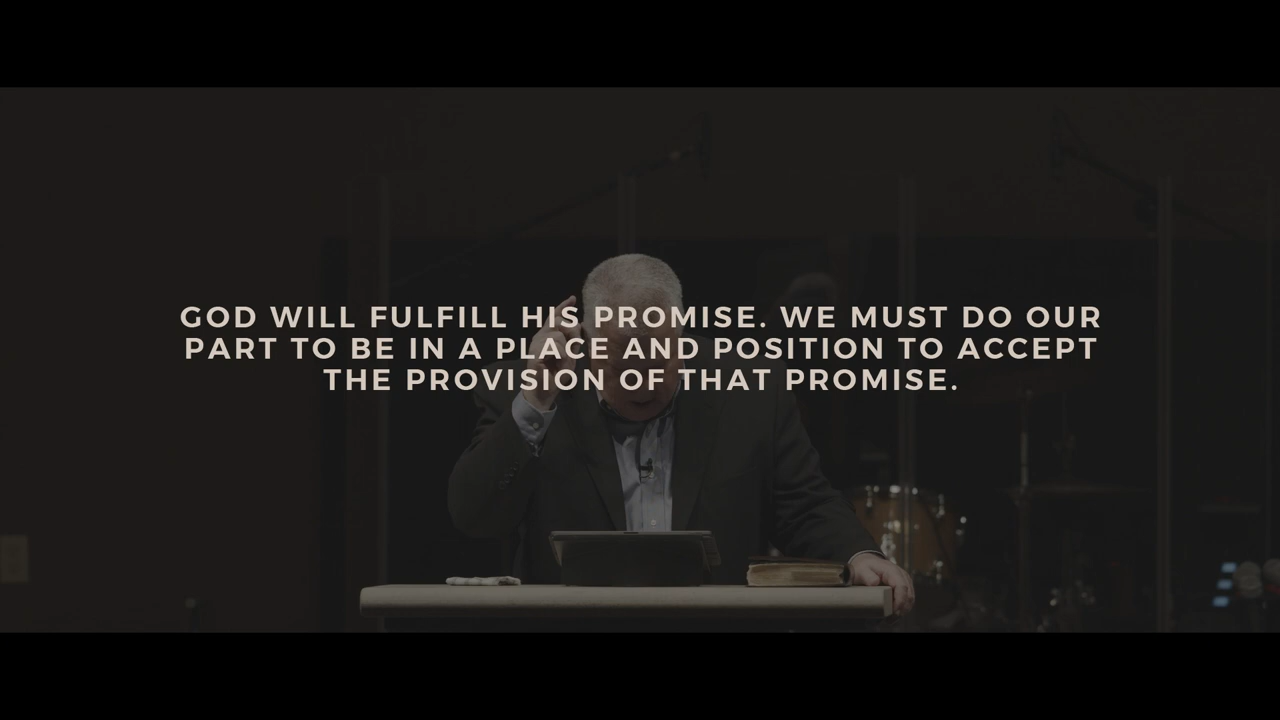 GOD WILL FULFILL HIS PROMISE. WE MUST DO OUR
PART TO BE IN A PLACE AND POSITION TO ACCEPT
THE PROVISION OF THAT PROMISE.